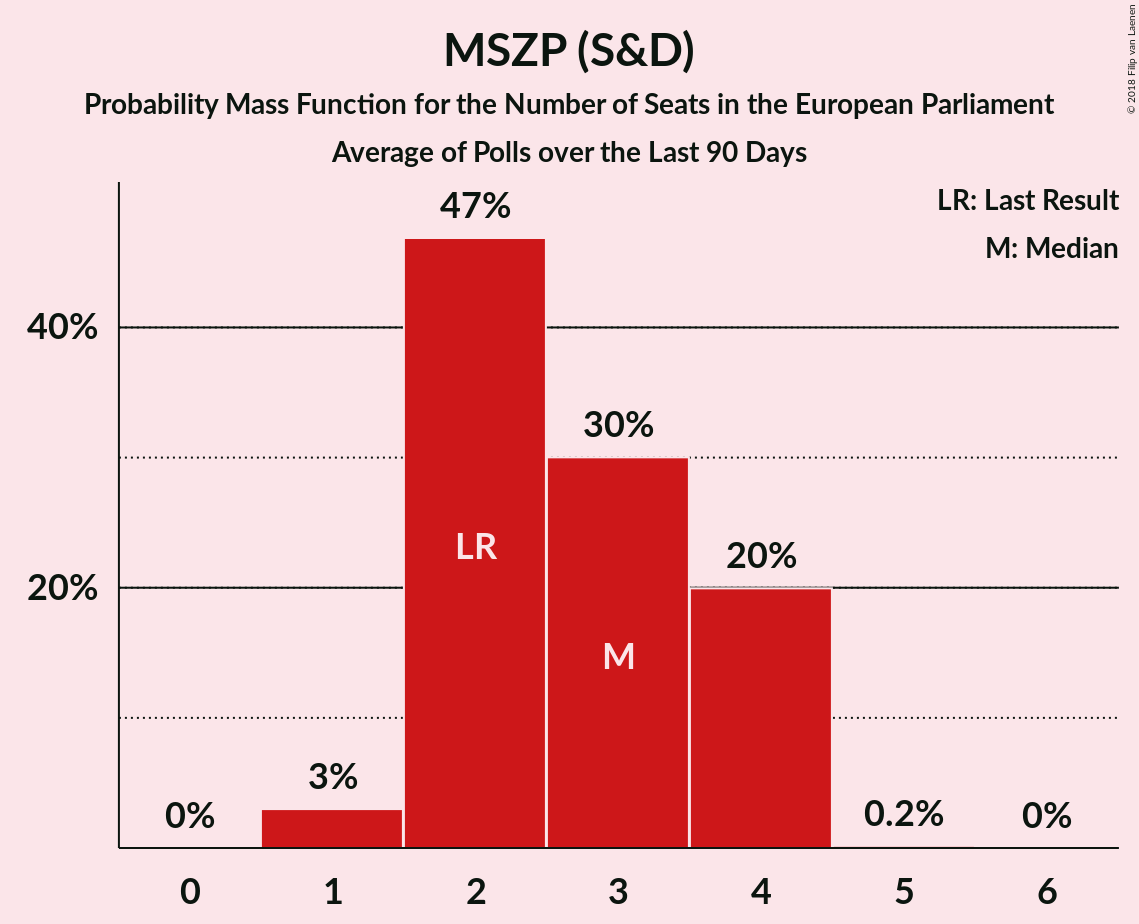 MSZP (S&D)
Probability Mass Function for the Number of Seats in the European Parliament
Average of Polls over the Last 90 Days
© 2018 Filip van Laenen
LR: Last Result
M: Median
47%
40%
30%
LR
20%
20%
M
3%
0%
0.2%
0%
0 1 2 3 4 5 6